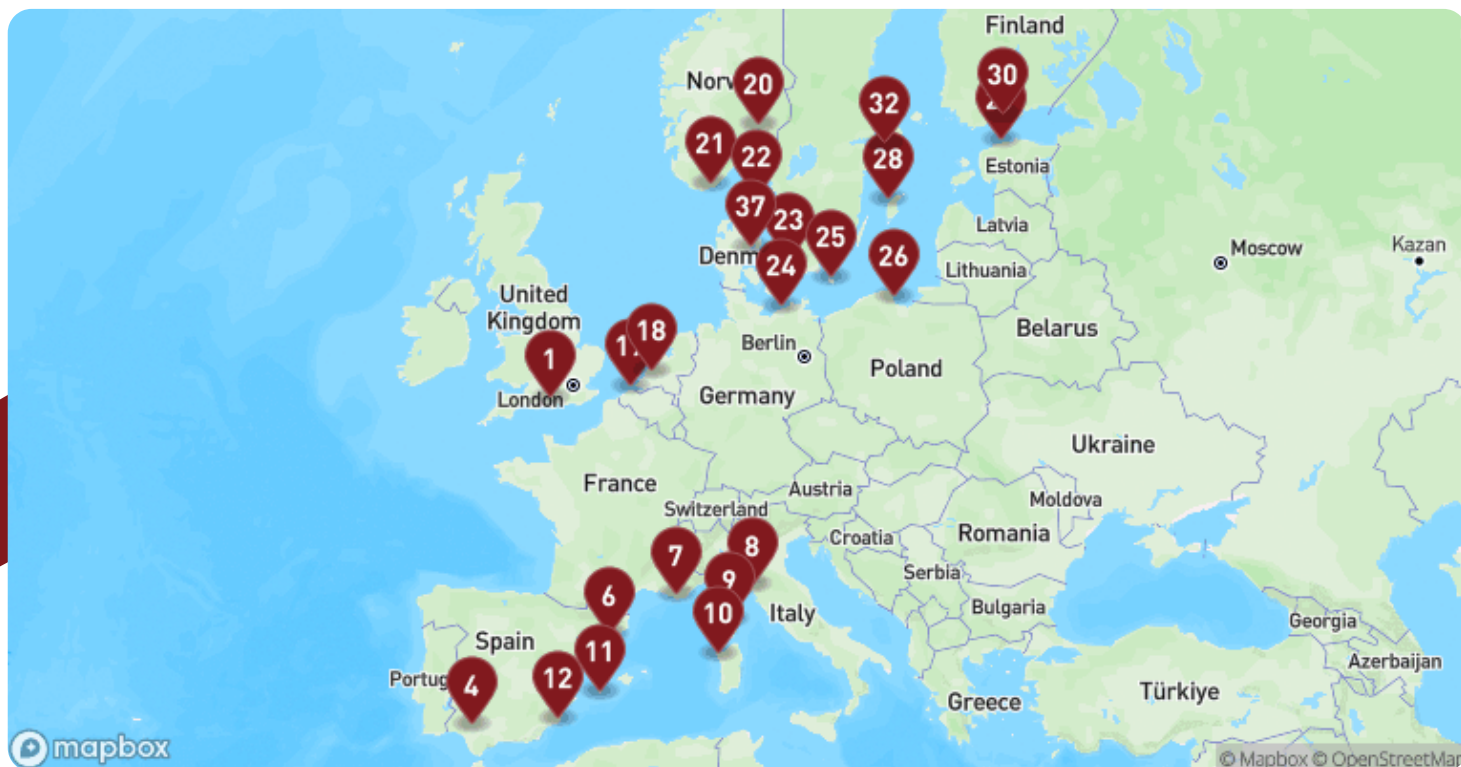 Finland
30
Norw
20
32
21
22
28
Estonia
37
23
Latvia
25
Moscow
Kazan
Denm
24
26
Lithuania
United
Kingdom
Belarus
18
1
Berlin
Poland
London
Germany
Ukraine
France
Austria
Moldova
Switzerland
Romania
Croatia
8
7
9
Serbia
6
10
Italy
Bulgaria
Georgia
Spain
11
Azerbaijan
Portug
4
12
Greece
Türkiye
mapbox
© Mapbox © OpenStreetMap